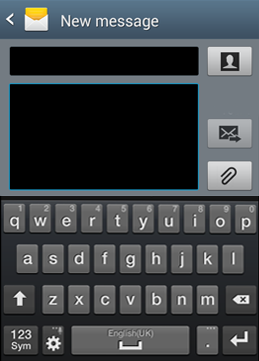 New message
1 2 3 4 5 6 7 8 9 0
q w e r t y u i o p
a s d f g h j k l
z x c v b n m
123 Sym English(UK) .